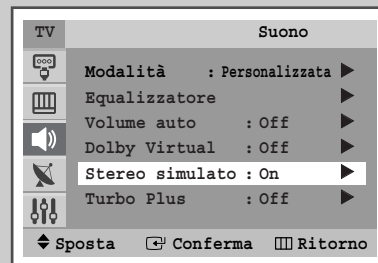 TV Suono
Modalità : Personalizzata
Equalizzatore
Volume auto : Off
Dolby Virtual : Off
Stereo simulato : On
Turbo Plus : Off
Sposta Conferma Ritorno